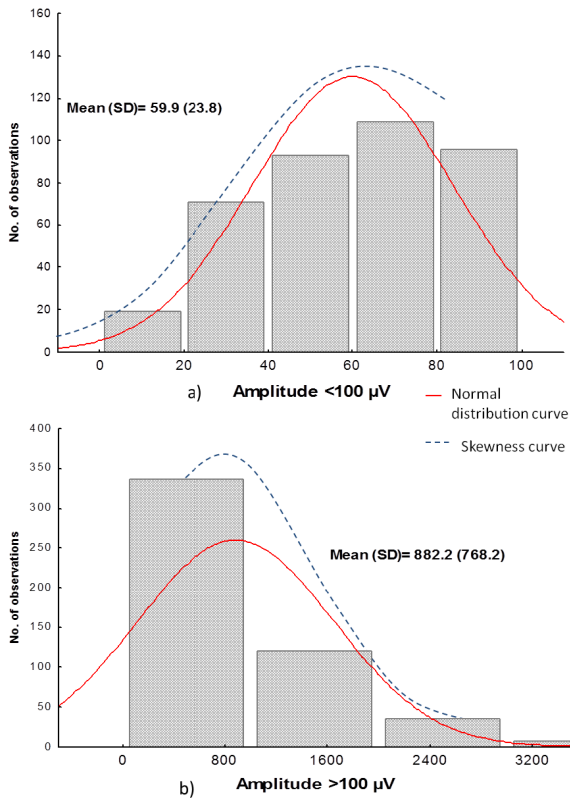 160
140
120
100
80
60
40
20
0
No. of observations
Mean (SD)= 59.9 (23.8)
0 20 40 60 80 100
a) Amplitude <100 µV
Normal
distribution curve
Skewness curve
400
350
300
250
200
150
100
50
0
No. of observations
Mean (SD)= 882.2 (768.2)
0 800 1600 2400 3200
b) Amplitude >100 µV